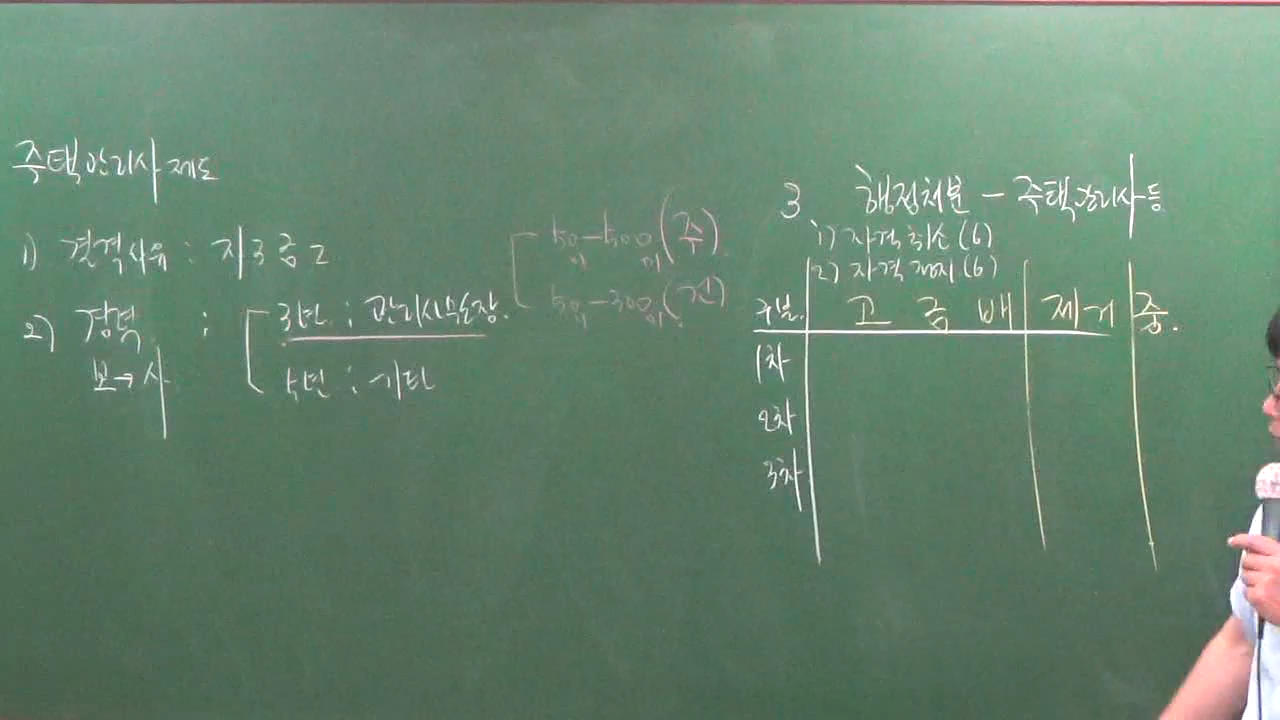 주택관리사 제도
1) 결격사유 : 지 3 금 2
2) 경력 :
보→사
3년 : 관리사무소장.
5년 : 기타
50-500미(주)
50-300미(건)
3 행정처분 - 주택관리사등
1) 자격취소(6)
2) 자격정지(6)
구분. 고 금 배 제 거 중.
1차
2차
3차